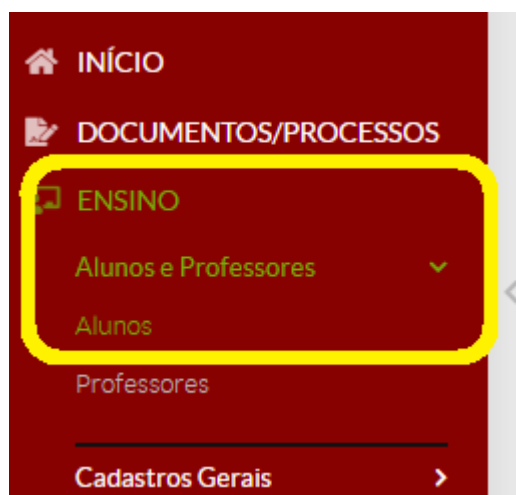 INÍCIO
DOCUMENTOS/PROCESSOS
ENSINO
Alunos e Professores
Alunos
Professores
Cadastros Gerais